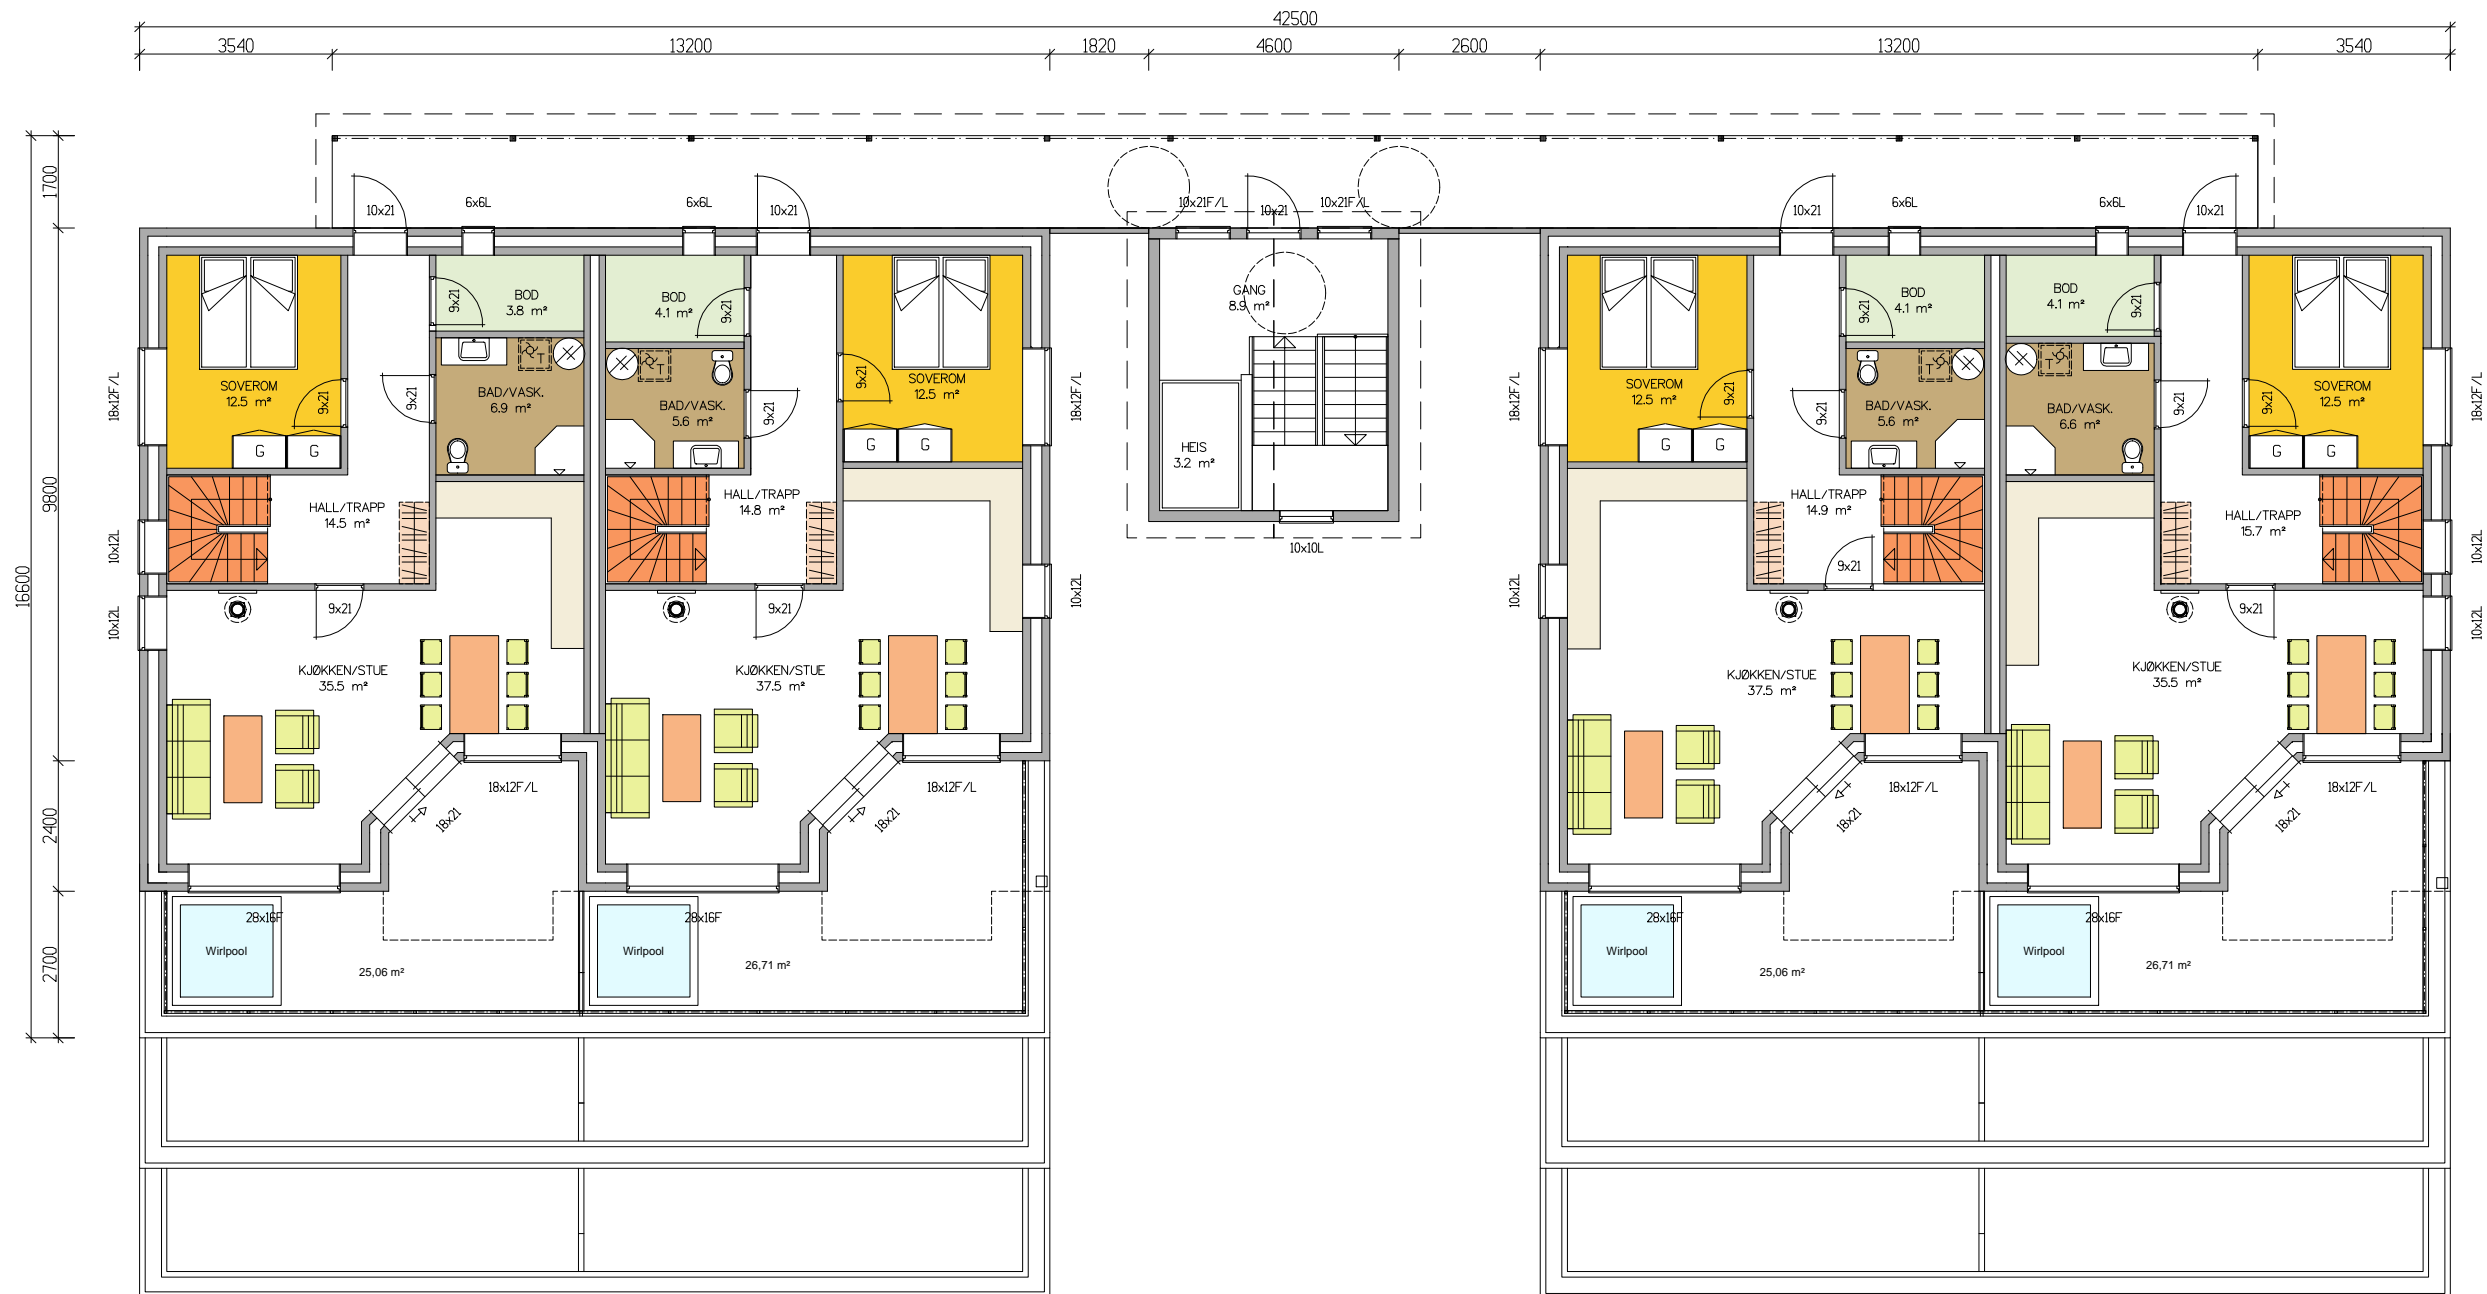 42500
3540 13200 1820 4600 2600 13200 3540
16600
1700
9800
2400
2700
10x21 6x6L 6x6L 10x21 10x21F/L 10x21 10x21F/L 10x21 6x6L 6x6L 10x21
18x12F/L
10x12L
10x12L
SOVEROM
12.5 m²
9x21
G G
9x21
BOD
3.8 m²
9x21
T
BAD/VASK.
6.9 m²
HALL/TRAPP
14.5 m²
9x21
KJØKKEN/STUE
35.5 m²
18x12F/L
18x21
28x16F
Wirlpool
25,06 m²
BOD
4.1 m²
9x21
T
BAD/VASK.
5.6 m²
9x21
SOVEROM
12.5 m²
9x21
G G
HALL/TRAPP
14.8 m²
9x21
KJØKKEN/STUE
37.5 m²
18x12F/L
18x21
28x16F
Wirlpool
26,71 m²
18x12F/L
10x12L
GANG
8.9 m²
HEIS
3.2 m²
10x10L
18x12F/L
10x12L
SOVEROM
12.5 m²
9x21
G G
BOD
4.1 m²
9x21
T
BAD/VASK.
5.6 m²
9x21
HALL/TRAPP
14.9 m²
9x21
KJØKKEN/STUE
37.5 m²
18x12F/L
18x21
28x16F
Wirlpool
25,06 m²
BOD
4.1 m²
9x21
T
BAD/VASK.
6.6 m²
9x21
SOVEROM
12.5 m²
9x21
G G
HALL/TRAPP
15.7 m²
9x21
KJØKKEN/STUE
35.5 m²
18x12F/L
18x21
28x16F
Wirlpool
26,71 m²
18x12F/L
10x12L
10x12L